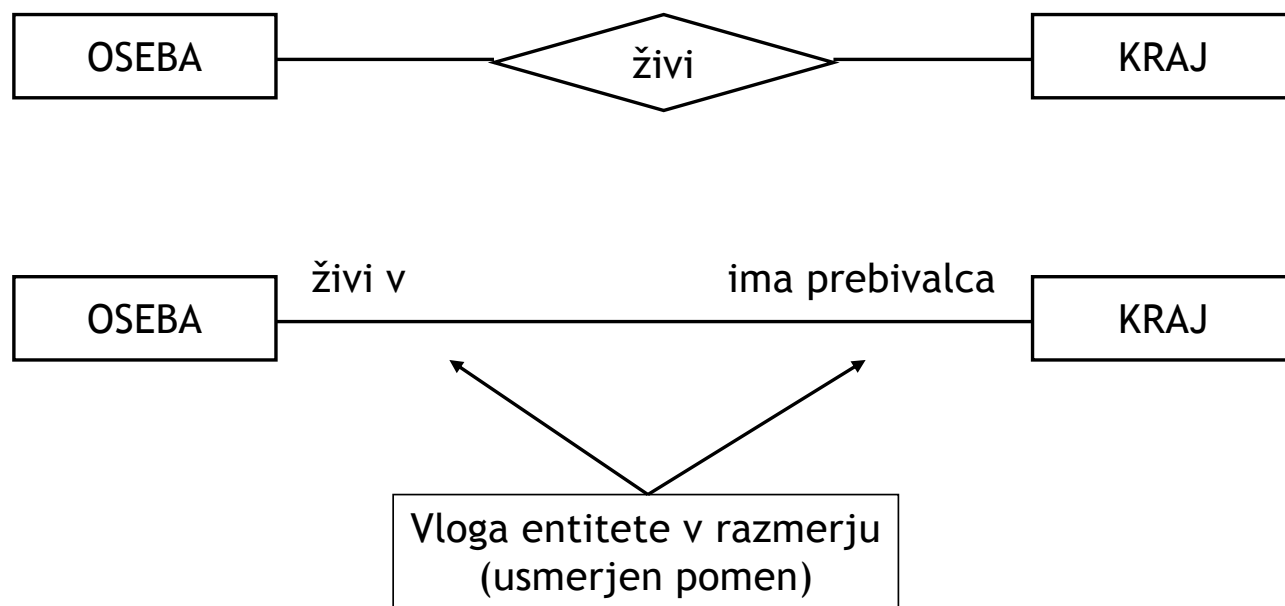 OSEBA živi KRAJ
živi v ima prebivalca
OSEBA KRAJ
Vloga entitete v razmerju
(usmerjen pomen)